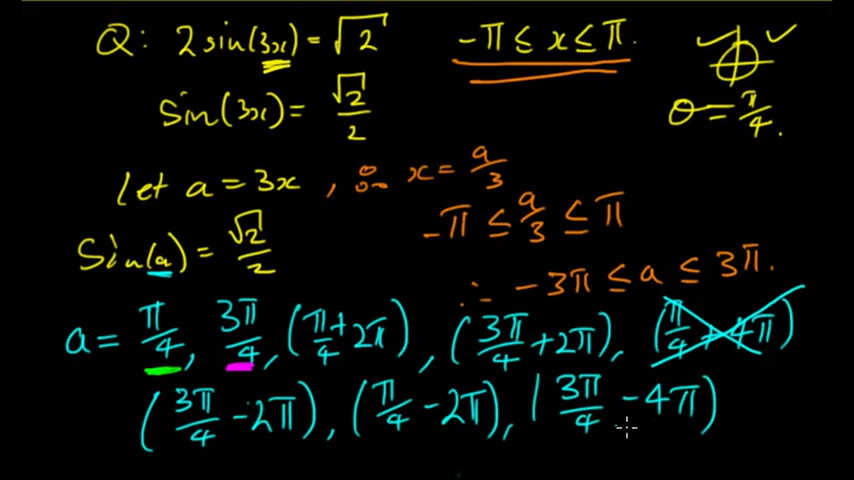 Q: 2sin(3x) = √2 -π ≤ x ≤ π.
Sin(3x) = √2/2 θ = π/4.
Let a = 3x, ∴ x = a/3
-π ≤ a/3 ≤ π
Sin(a) = √2/2
∴ -3π ≤ a ≤ 3π.
a = π/4, 3π/4, (π/4+2π), (3π/4+2π), (π/4+4π)
(3π/4-2π), (π/4-2π), (3π/4-4π)